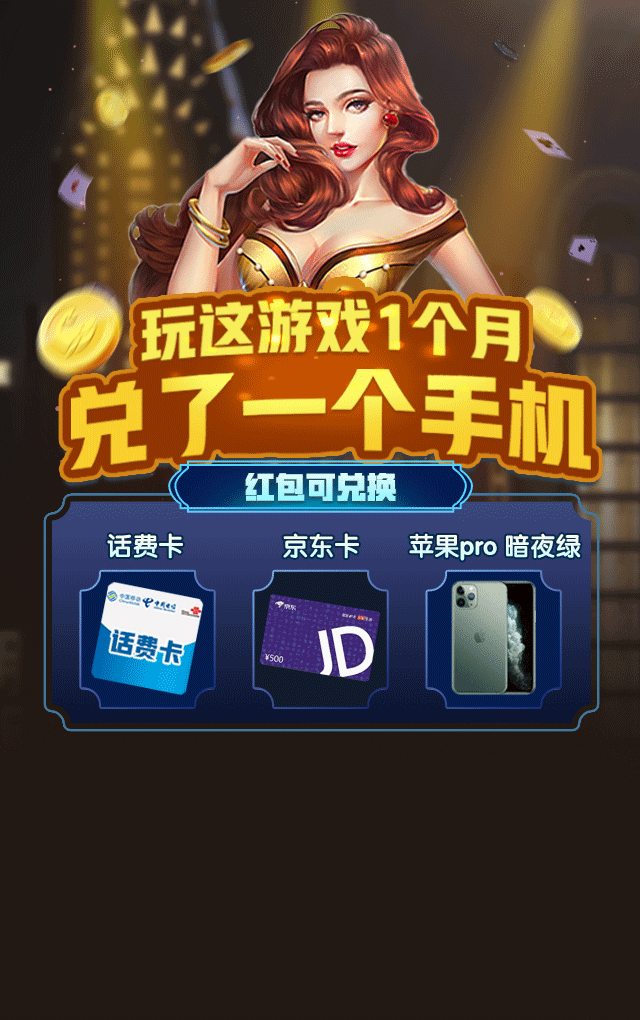 玩这游戏1个月
兑了一个手机
红包可兑换
话费卡
京东卡
苹果pro 暗夜绿
中国移动
China Mobile
中国电信
话费卡
京东
JD
¥500